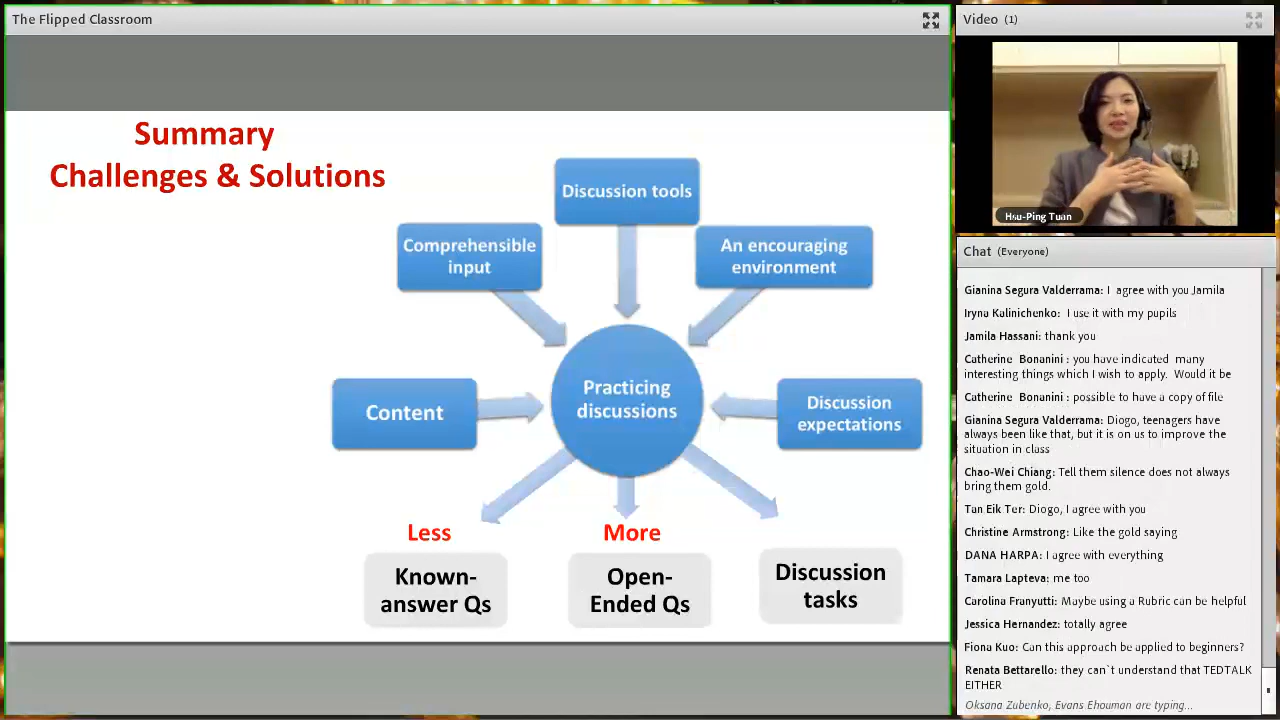 The Flipped Classroom
Summary
Challenges & Solutions
Discussion tools
Comprehensible
input
An encouraging
environment
Content
Practicing
discussions
Discussion
expectations
Less
More
Known-
answer Qs
Open-
Ended Qs
Discussion
tasks
Video (1)
Hsu-Ping Tuan
Chat (Everyone)
Gianina Segura Valderrama: I agree with you Jamila
Iryna Kalinichenko: I use it with my pupils
Jamila Hassani: thank you
Catherine Bonanini : you have indicated many
interesting things which I wish to apply. Would it be
Catherine Bonanini : possible to have a copy of file
Gianina Segura Valderrama: Diogo, teenagers have
always been like that, but it is on us to improve the
situation in class
Chao-Wei Chiang: Tell them silence does not always
bring them gold.
Tan Eik Ter: Diogo, I agree with you
Christine Armstrong: Like the gold saying
DANA HARPA: I agree with everything
Tamara Lapteva: me too
Carolina Franyutti: Maybe using a Rubric can be helpful
Jessica Hernandez: totally agree
Fiona Kuo: Can this approach be applied to beginners?
Renata Bettarello: they can`t understand that TEDTALK
EITHER
Oksana Zubenko, Evans Ehouman are typing...